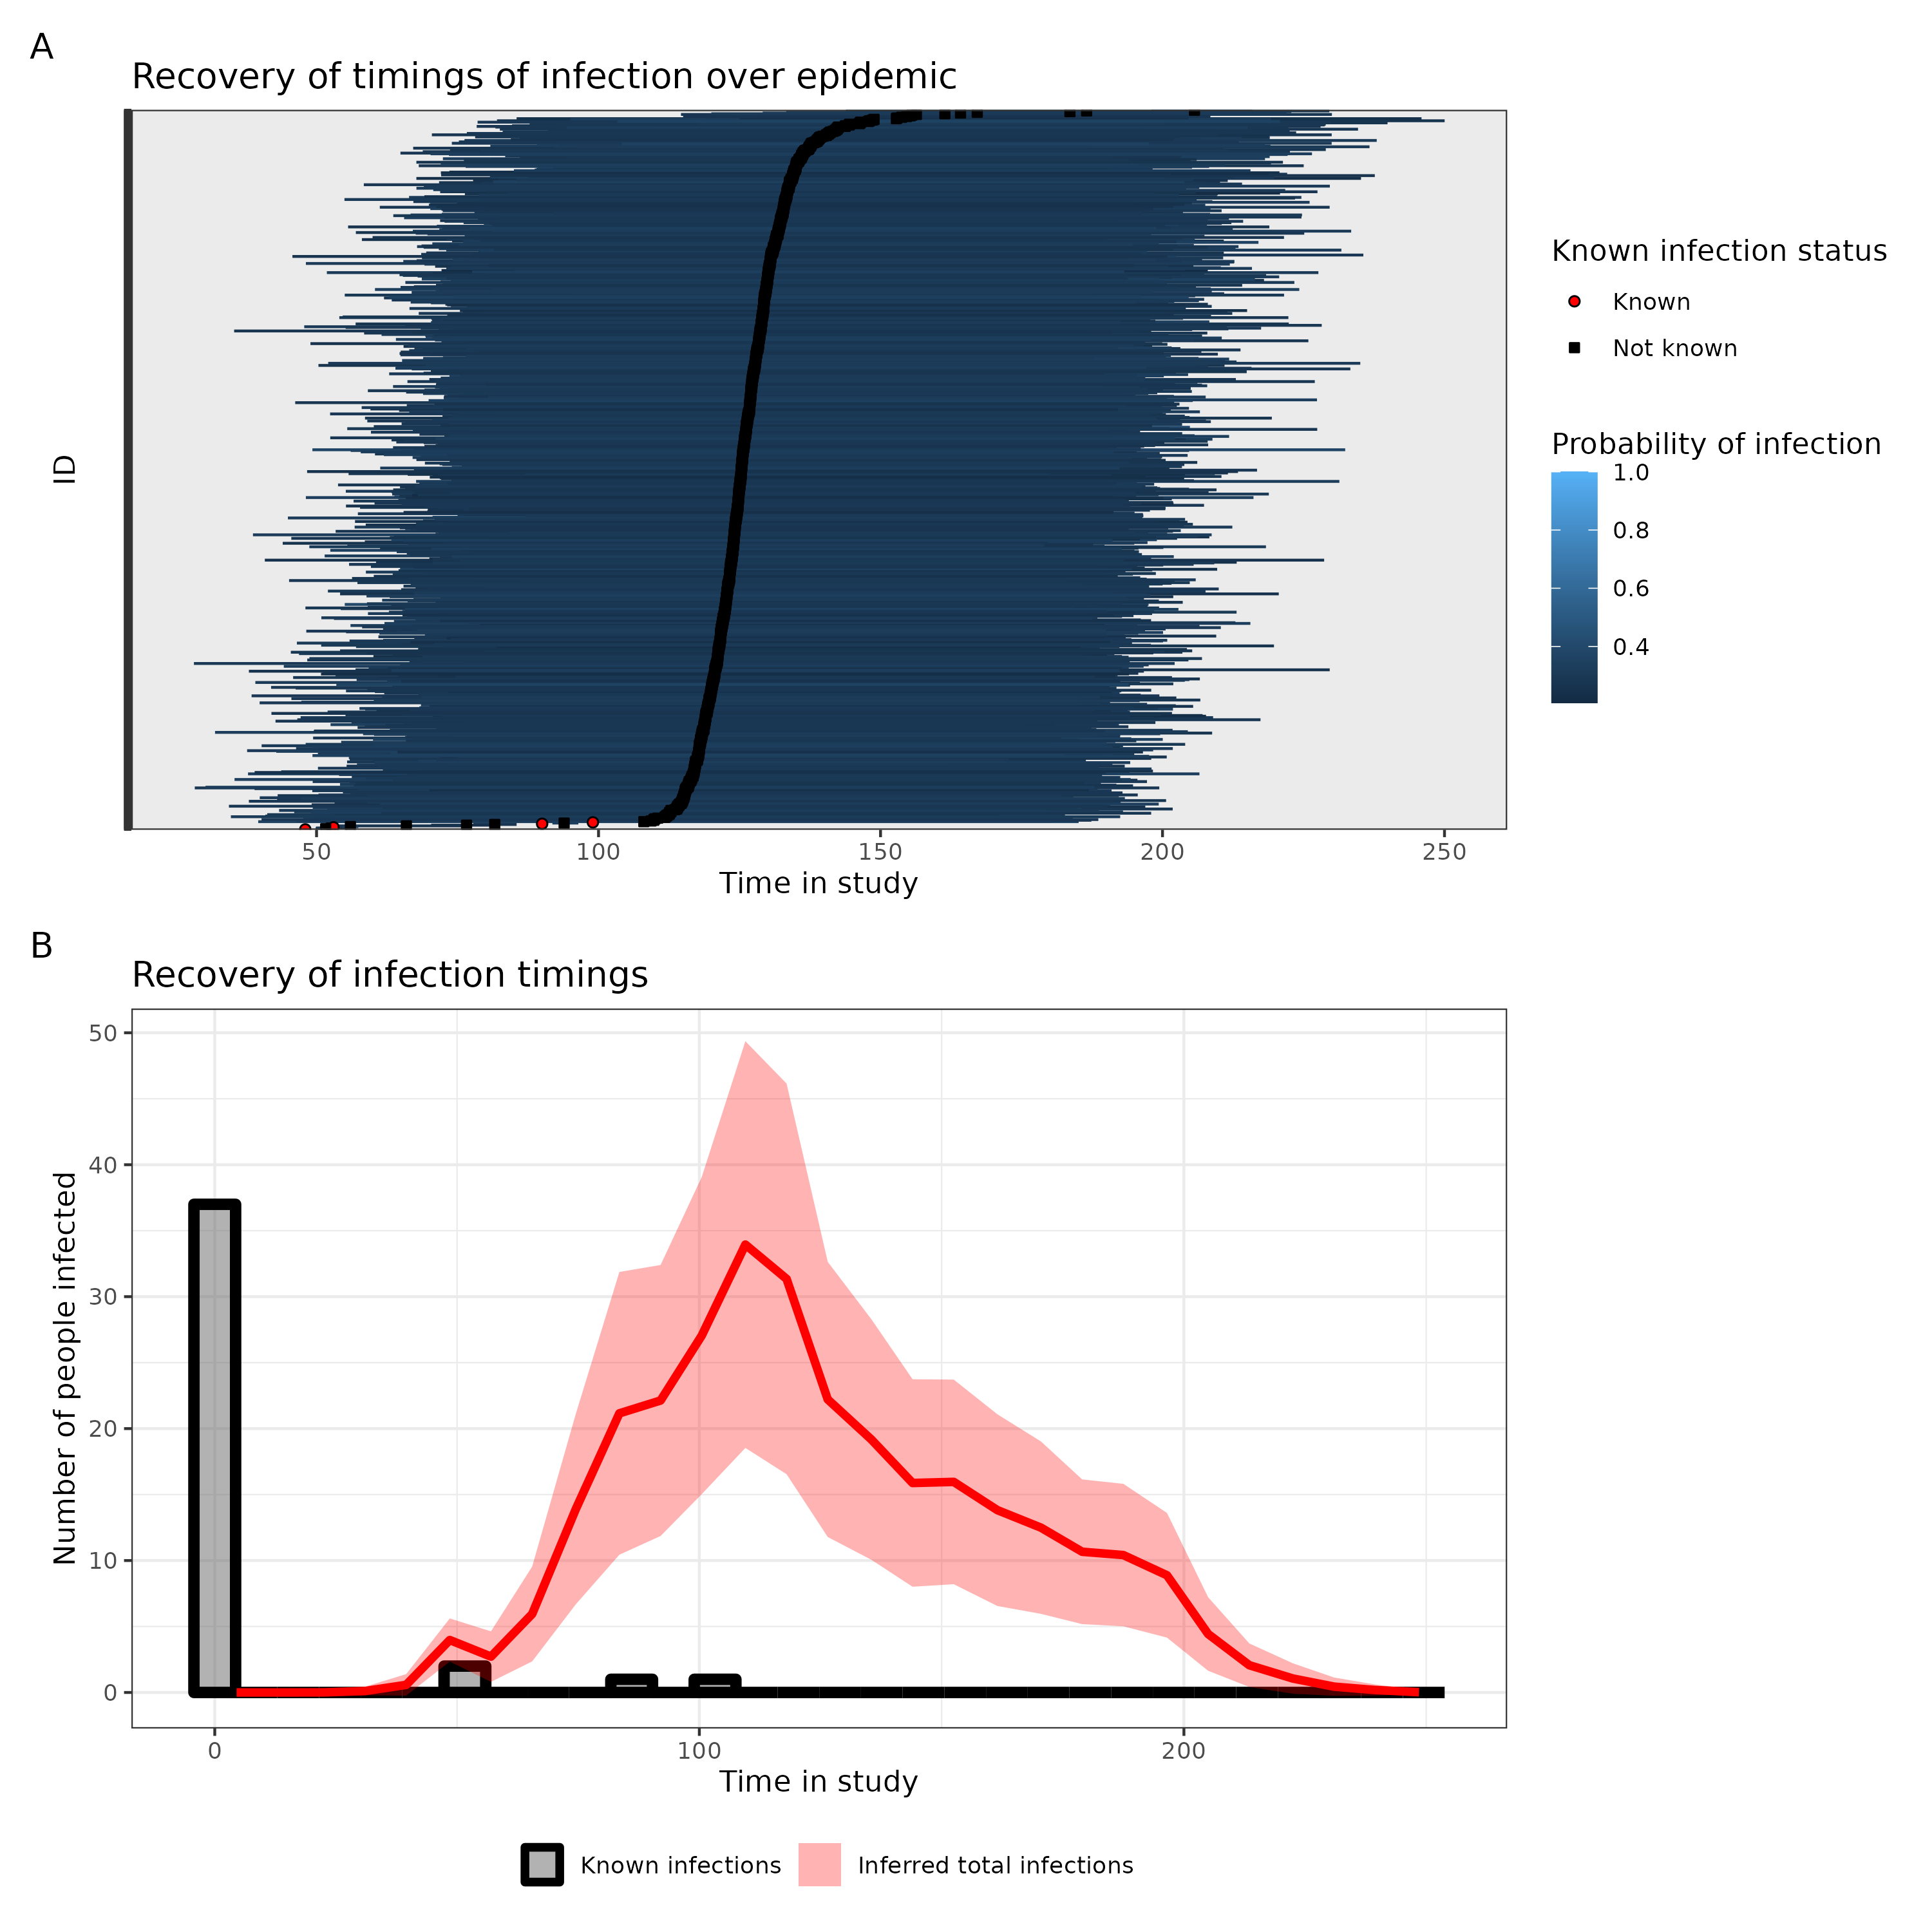 A
Recovery of timings of infection over epidemic
ID
50 100 150 200 250
Time in study
Known infection status
Known
Not known
Probability of infection
1.0
0.8
0.6
0.4
B
Recovery of infection timings
Number of people infected
50
40
30
20
10
0
0 100 200
Time in study
Known infections Inferred total infections